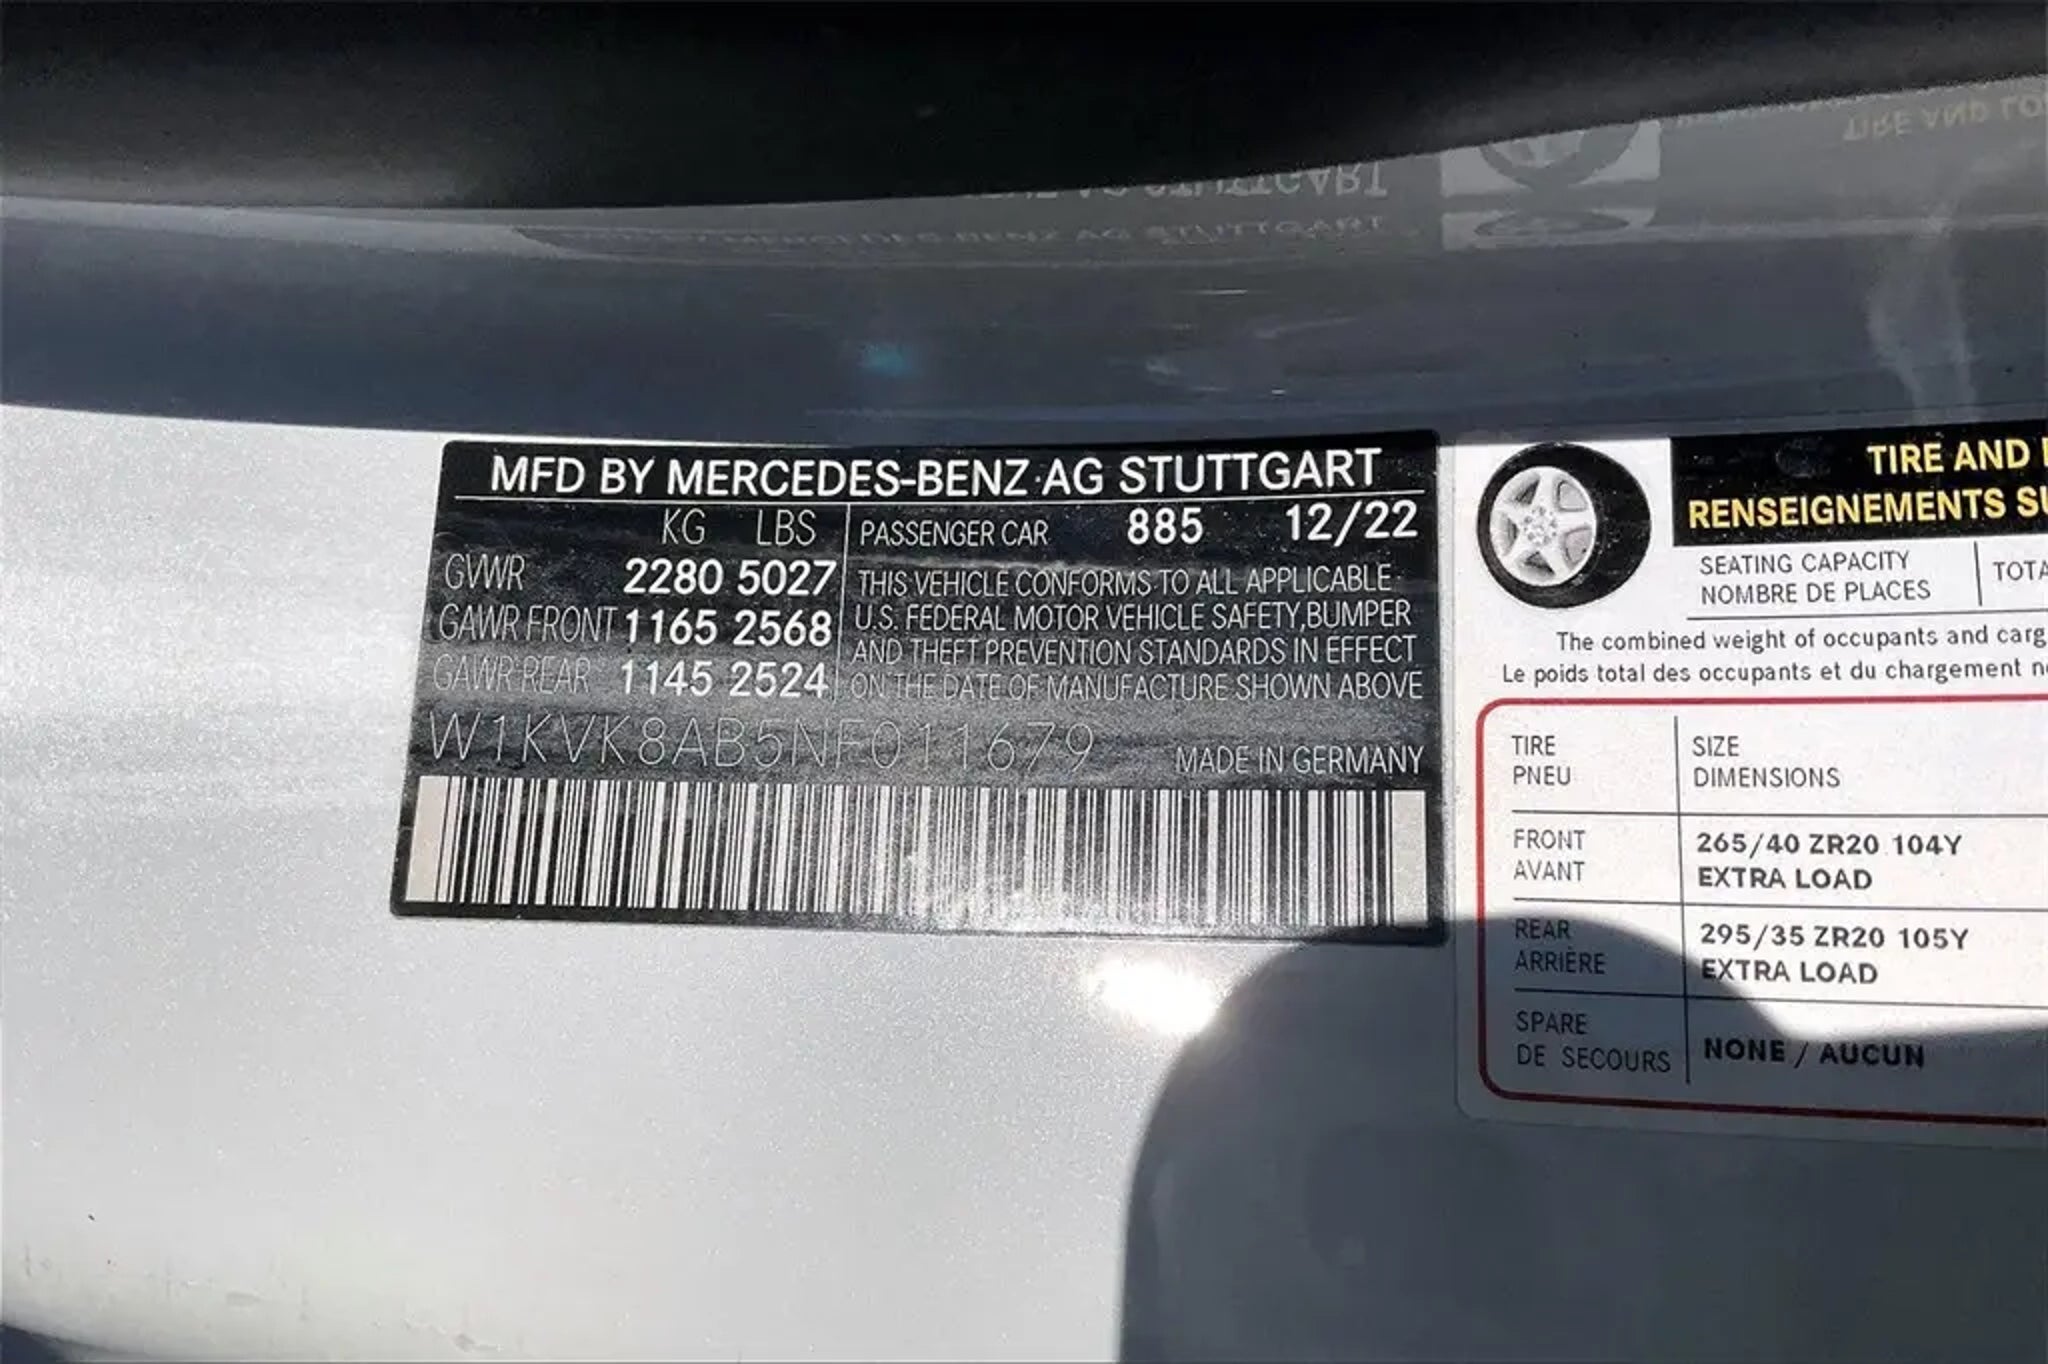 MFD BY MERCEDES-BENZ AG STUTTGART
KG LBS
GVWR 2280 5027
GAWR FRONT 1165 2568
GAWR REAR 1145 2524
PASSENGER CAR 885 12/22
THIS VEHICLE CONFORMS TO ALL APPLICABLE
U.S. FEDERAL MOTOR VEHICLE SAFETY, BUMPER
AND THEFT PREVENTION STANDARDS IN EFFECT
ON THE DATE OF MANUFACTURE SHOWN ABOVE
W1KVK8AB5NF011679
MADE IN GERMANY
TIRE AND
RENSEIGNEMENTS
SEATING CAPACITY
NOMBRE DE PLACES
The combined weight of occupants and
Le poids total des occupants et du chargement
TIRE
PNEU
SIZE
DIMENSIONS
FRONT
AVANT
265/40 ZR20 104Y
EXTRA LOAD
REAR
ARRIÈRE
295/35 ZR20 105Y
EXTRA LOAD
SPARE
DE SECOURS
NONE / AUCUN